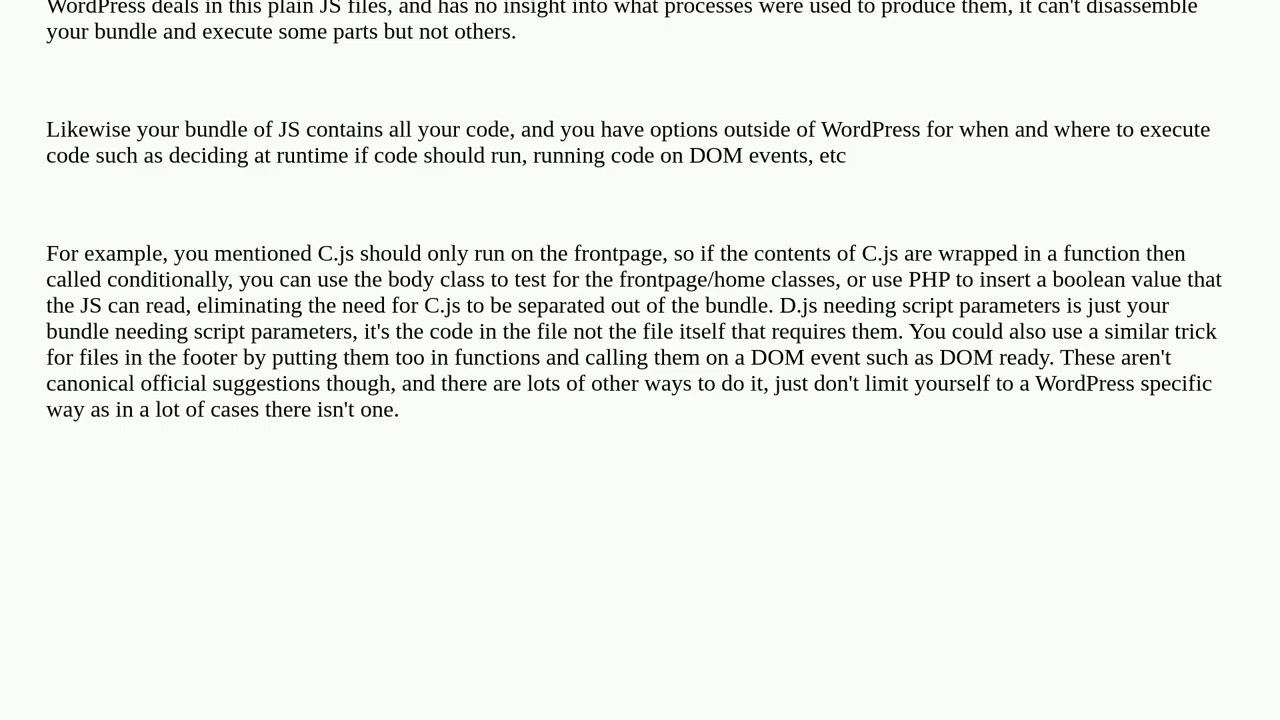 WordPress deals in this plain JS files, and has no insight into what processes were used to produce them, it can't disassemble
your bundle and execute some parts but not others.
Likewise your bundle of JS contains all your code, and you have options outside of WordPress for when and where to execute
code such as deciding at runtime if code should run, running code on DOM events, etc
For example, you mentioned C.js should only run on the frontpage, so if the contents of C.js are wrapped in a function then
called conditionally, you can use the body class to test for the frontpage/home classes, or use PHP to insert a boolean value that
the JS can read, eliminating the need for C.js to be separated out of the bundle. D.js needing script parameters is just your
bundle needing script parameters, it's the code in the file not the file itself that requires them. You could also use a similar trick
for files in the footer by putting them too in functions and calling them on a DOM event such as DOM ready. These aren't
canonical official suggestions though, and there are lots of other ways to do it, just don't limit yourself to a WordPress specific
way as in a lot of cases there isn't one.